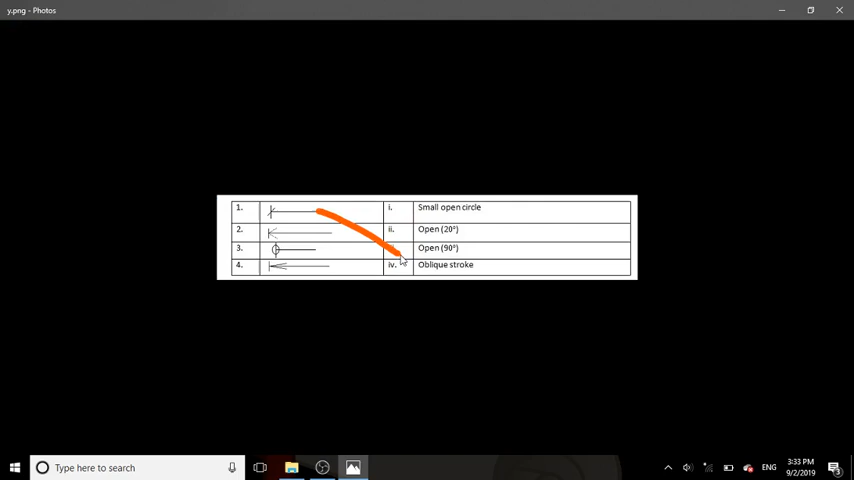 y.png - Photos
1. i. Small open circle
2. ii. Open (20°)
3. Open (90°)
4. iv. Oblique stroke
Type here to search
ENG
3:33 PM
9/2/2019
3